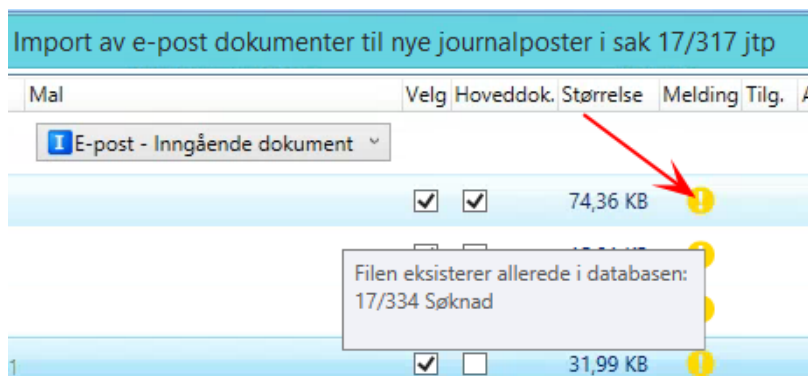 Import av e-post dokumenter til nye journalposter i sak 17/317 jtp
Mal Velg Hoveddok. Størrelse Melding Tilg.
I E-post - Inngående dokument
74,36 KB
Filen eksisterer allerede i databasen:
17/334 Søknad
1 31,99 KB